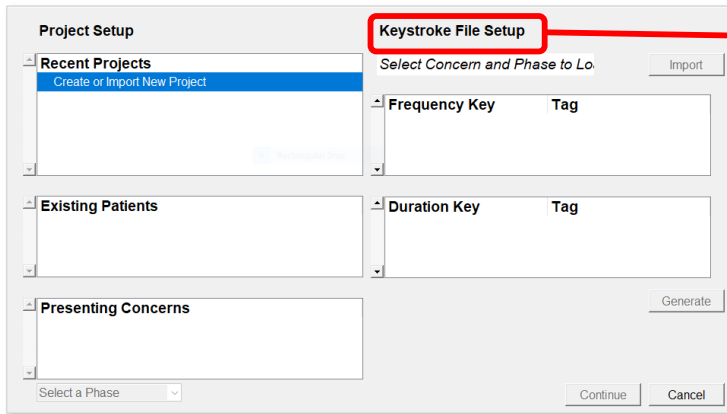 Project Setup
Recent Projects
Create or Import New Project
Existing Patients
Presenting Concerns
Select a Phase
Keystroke File Setup
Select Concern and Phase to Lo
Import
Frequency Key Tag
Duration Key Tag
Generate
Continue Cancel